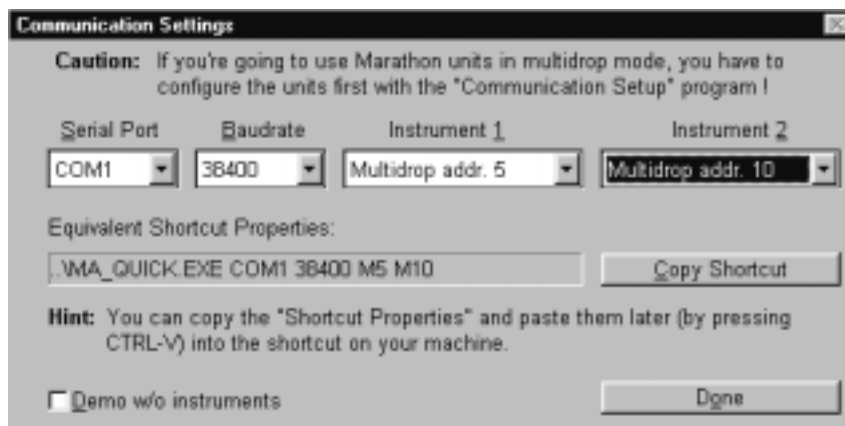 Communication Settings
Caution: If you're going to use Marathon units in multidrop mode, you have to
configure the units first with the "Communication Setup" program !
Serial Port Baudrate Instrument 1 Instrument 2
COM1 38400 Multidrop addr. 5 Multidrop addr. 10
Equivalent Shortcut Properties:
..\MA_QUICK.EXE COM1 38400 M5 M10 Copy Shortcut
Hint: You can copy the "Shortcut Properties" and paste them later (by pressing
CTRL-V) into the shortcut on your machine.
Demo w/o instruments Done